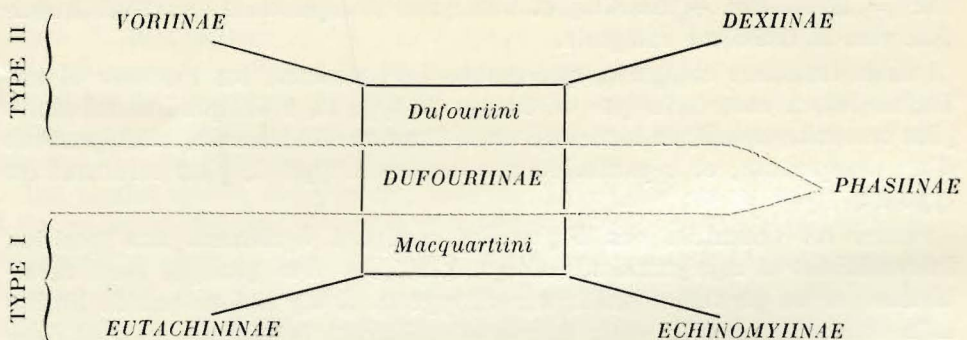 TYPE II
VORIINAE DEXIINAE
Dufouriini
DUFOURIINAE
PHASIINAE
TYPE I
Macquartiini
EUTACHININAE ECHINOMYIINAE